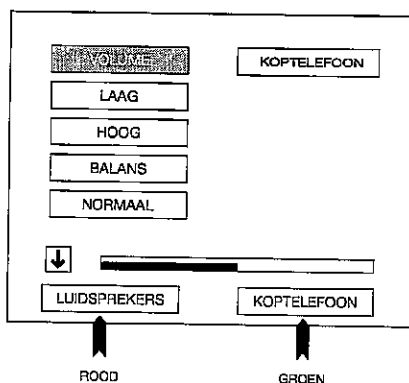 VOLUME KOPTELEFOON
LAAG
HOOG
BALANS
NORMAAL
LUIDSPREKERS KOPTELEFOON
ROOD GROEN